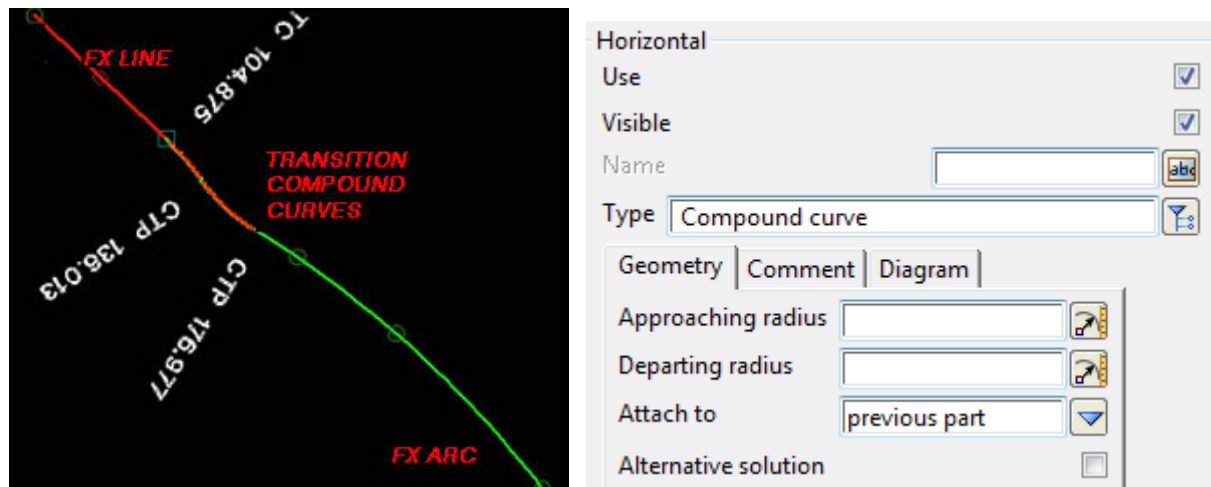 FX LINE
TC 104.875
TRANSITION
COMPOUND
CURVES
CTP 136.013
CTP 176.977
FX ARC
Horizontal
Use
Visible
Name
abc
Type Compound curve
Geometry Comment Diagram
Approaching radius
Departing radius
Attach to previous part
Alternative solution